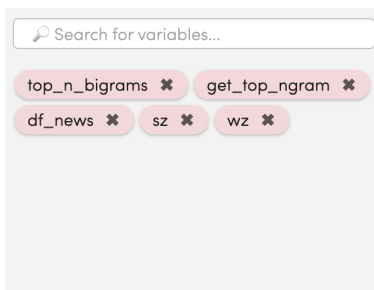 Search for variables...
top_n_bigrams ✖ get_top_ngram ✖
df_news ✖ sz ✖ wz ✖